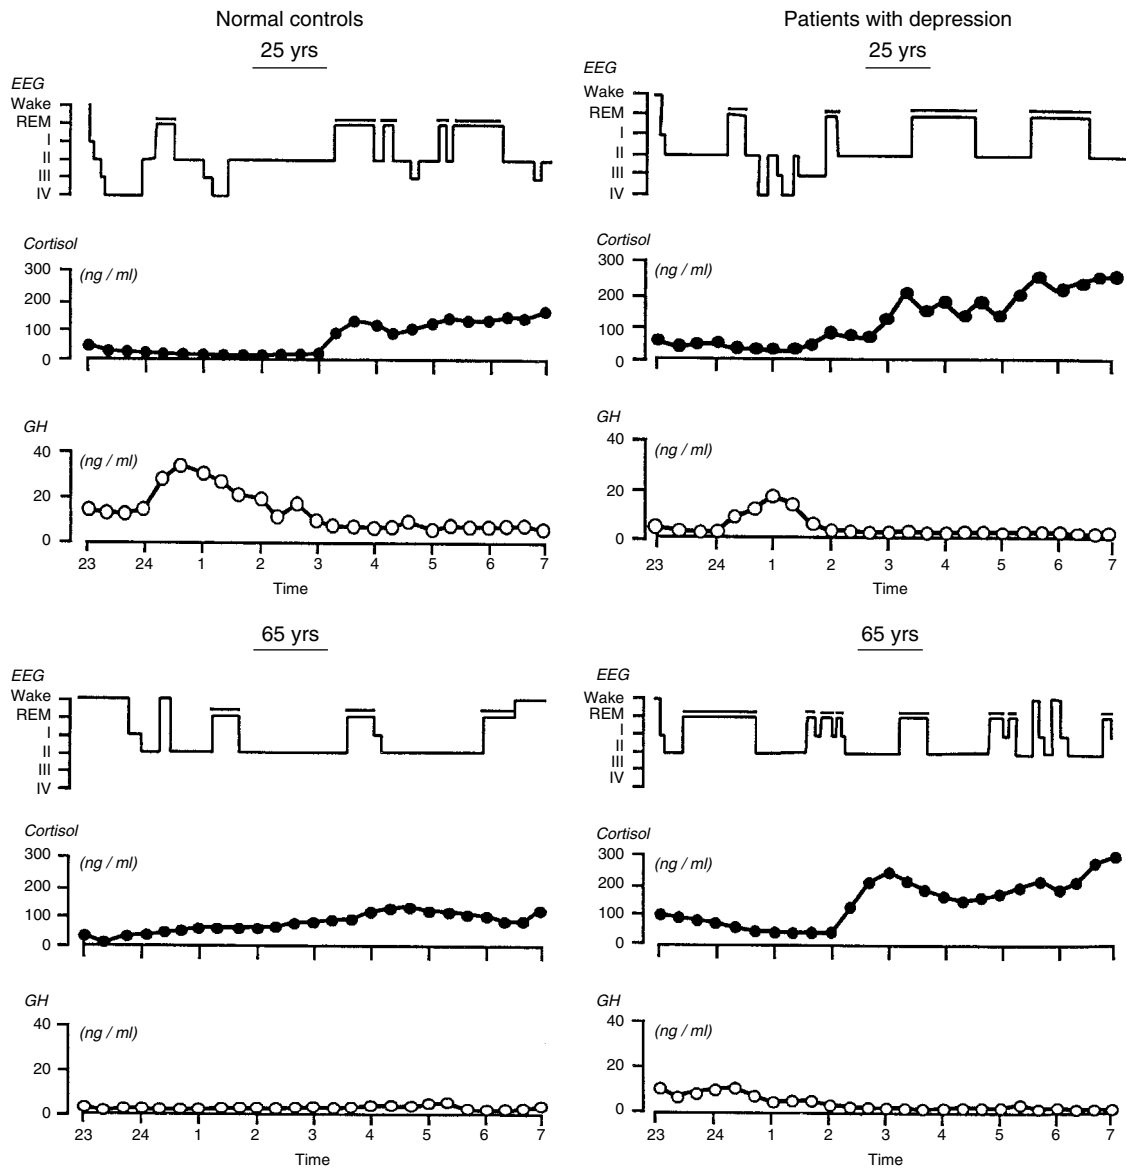 Normal controls
25 yrs
EEG
Wake
REM
I
II
III
IV
Cortisol
300
200
100
0
(ng / ml)
GH
40
20
0
(ng / ml)
23 24 1 2 3 4 5 6 7
Time
Patients with depression
25 yrs
EEG
Wake
REM
I
II
III
IV
Cortisol
300
200
100
0
(ng / ml)
GH
40
20
0
(ng / ml)
23 24 1 2 3 4 5 6 7
Time
65 yrs
EEG
Wake
REM
I
II
III
IV
Cortisol
300
200
100
0
(ng / ml)
GH
40
20
0
(ng / ml)
23 24 1 2 3 4 5 6 7
Time
65 yrs
EEG
Wake
REM
I
II
III
IV
Cortisol
300
200
100
0
(ng / ml)
GH
40
20
0
(ng / ml)
23 24 1 2 3 4 5 6 7
Time